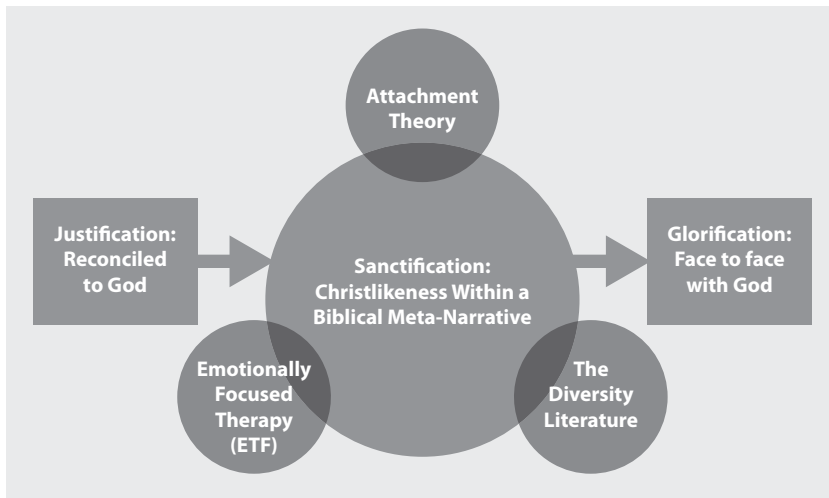 Attachment
Theory
Justification:
Reconciled
to God
Sanctification:
Christlikeness Within a
Biblical Meta-Narrative
Glorification:
Face to face
with God
Emotionally
Focused
Therapy
(ETF)
The
Diversity
Literature